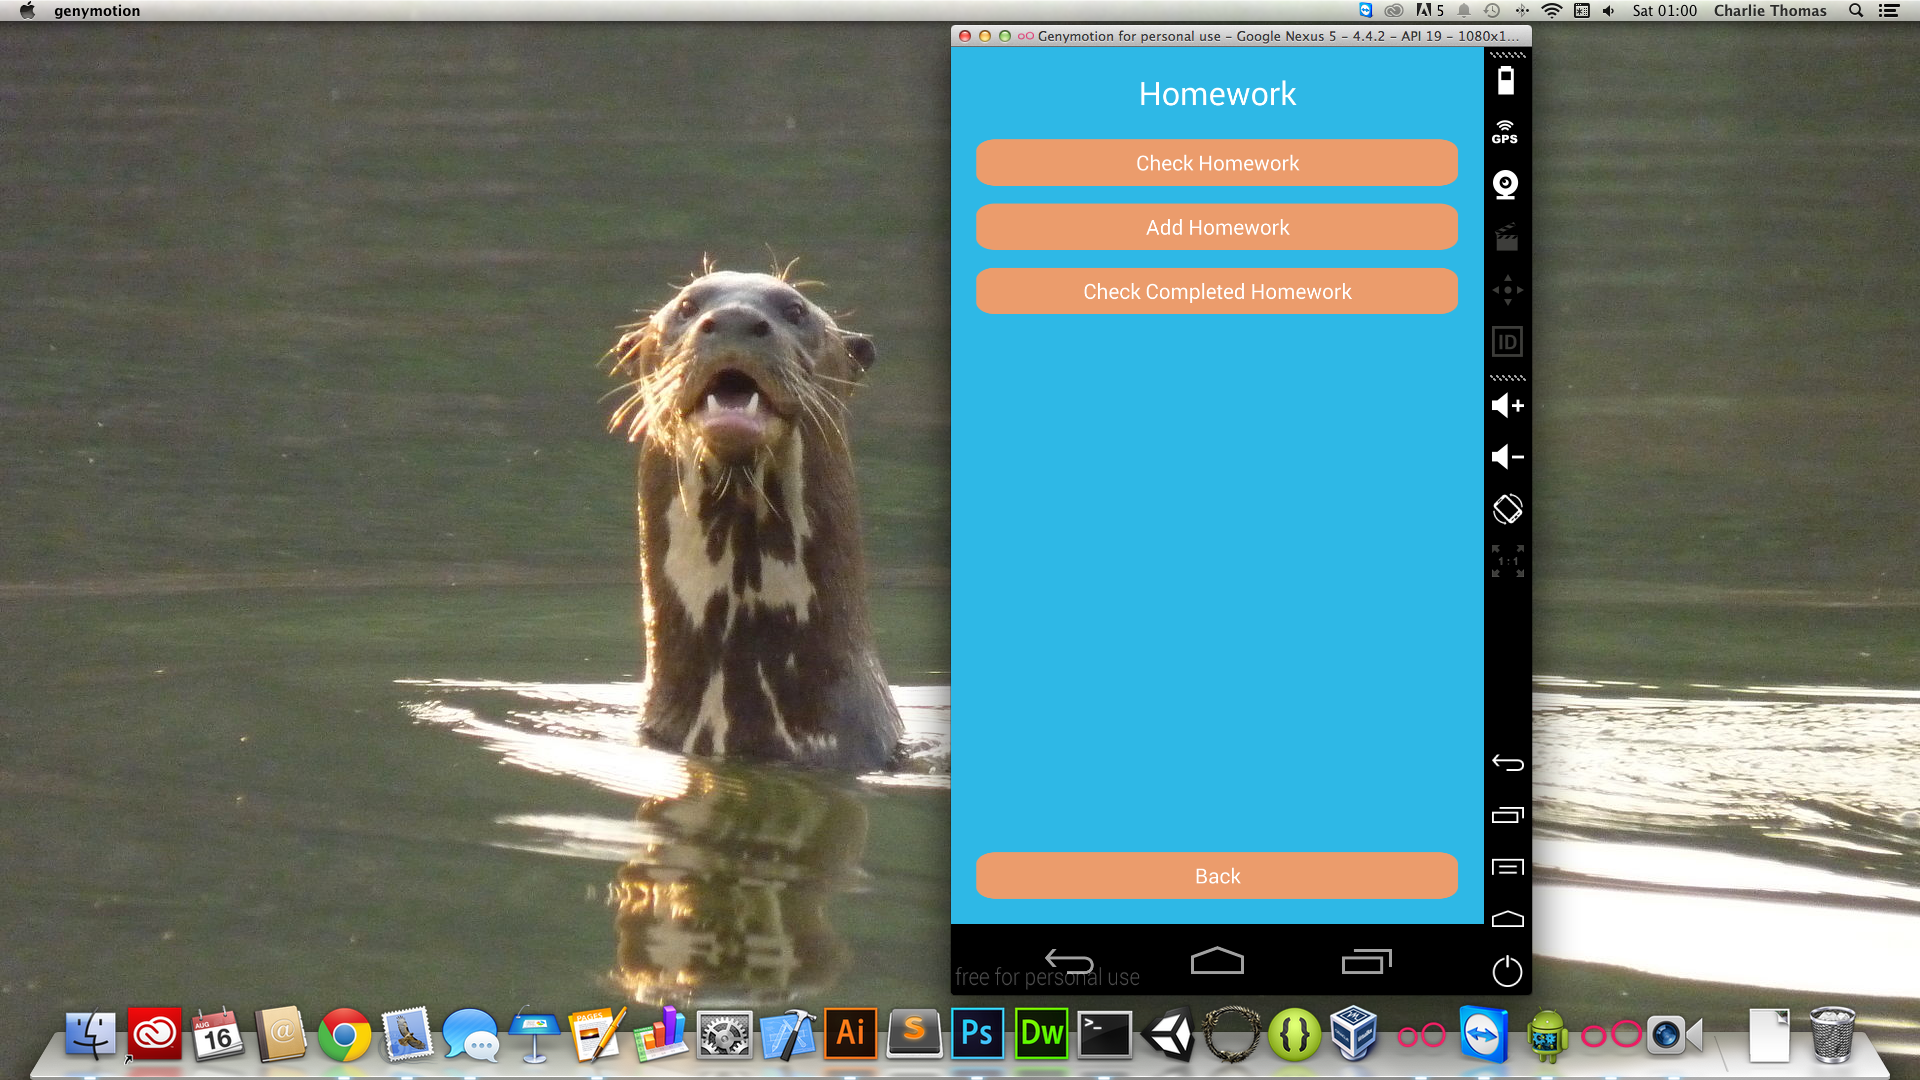 genymotion
5
Sat 01:00
Charlie Thomas
Genymotion for personal use - Google Nexus 5 - 4.4.2 - API 19 - 1080x1...
Homework
Check Homework
Add Homework
Check Completed Homework
Back
free for personal use
GPS
ID
1:1
AUG
16
@
PAGES
Ai
S
Ps
Dw
>_
{}